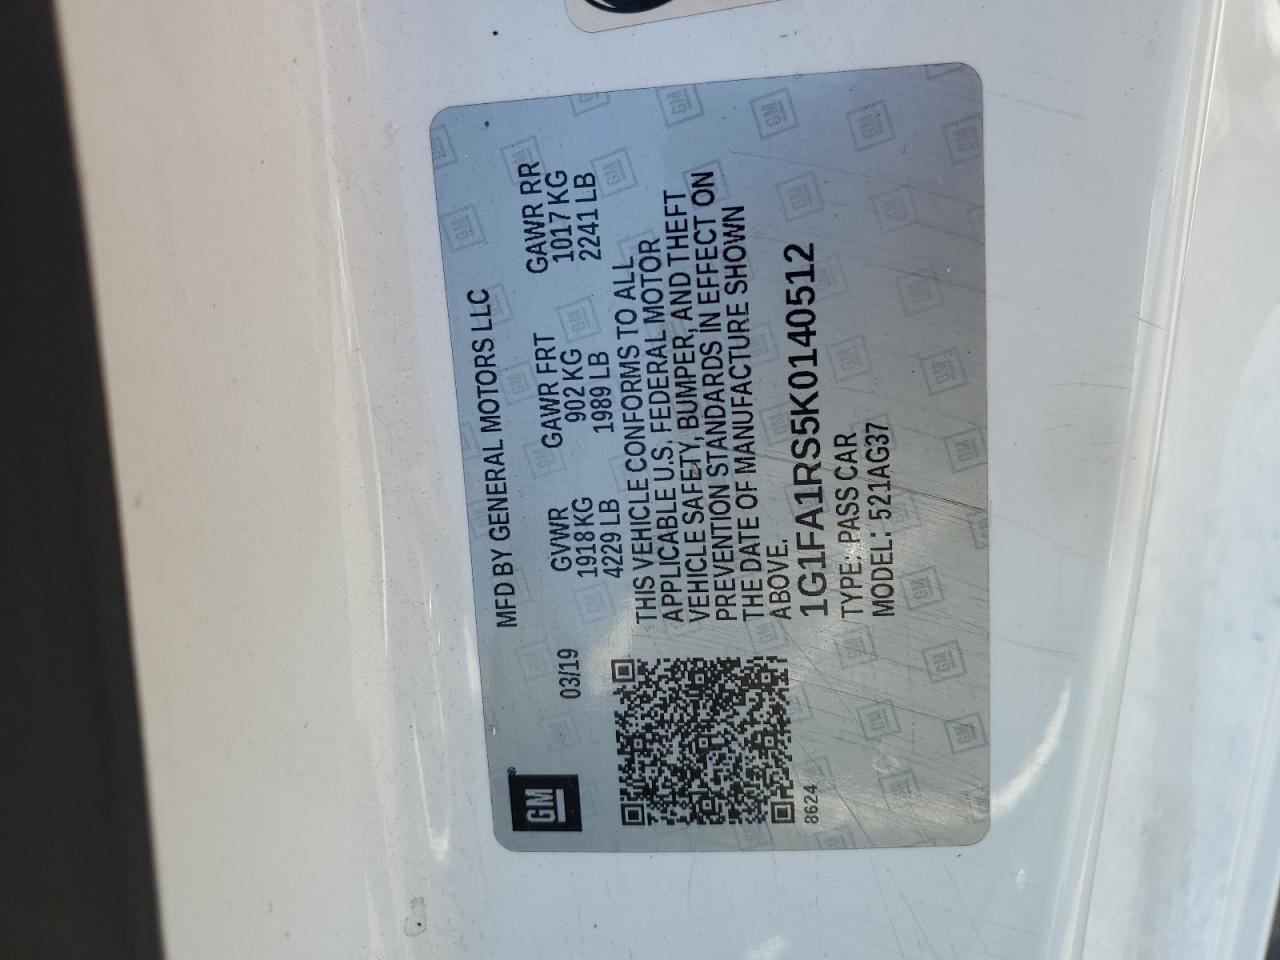 GM
MFD BY GENERAL MOTORS LLC
03/19
GVWR GAWR FRT GAWR RR
1918 KG 902 KG 1017 KG
4229 LB 1989 LB 2241 LB
THIS VEHICLE CONFORMS TO ALL
APPLICABLE U.S. FEDERAL MOTOR
VEHICLE SAFETY, BUMPER, AND THEFT
PREVENTION STANDARDS IN EFFECT ON
THE DATE OF MANUFACTURE SHOWN
ABOVE.
1G1FA1RS5K0140512
TYPE: PASS CAR
MODEL: 521AG37
8624